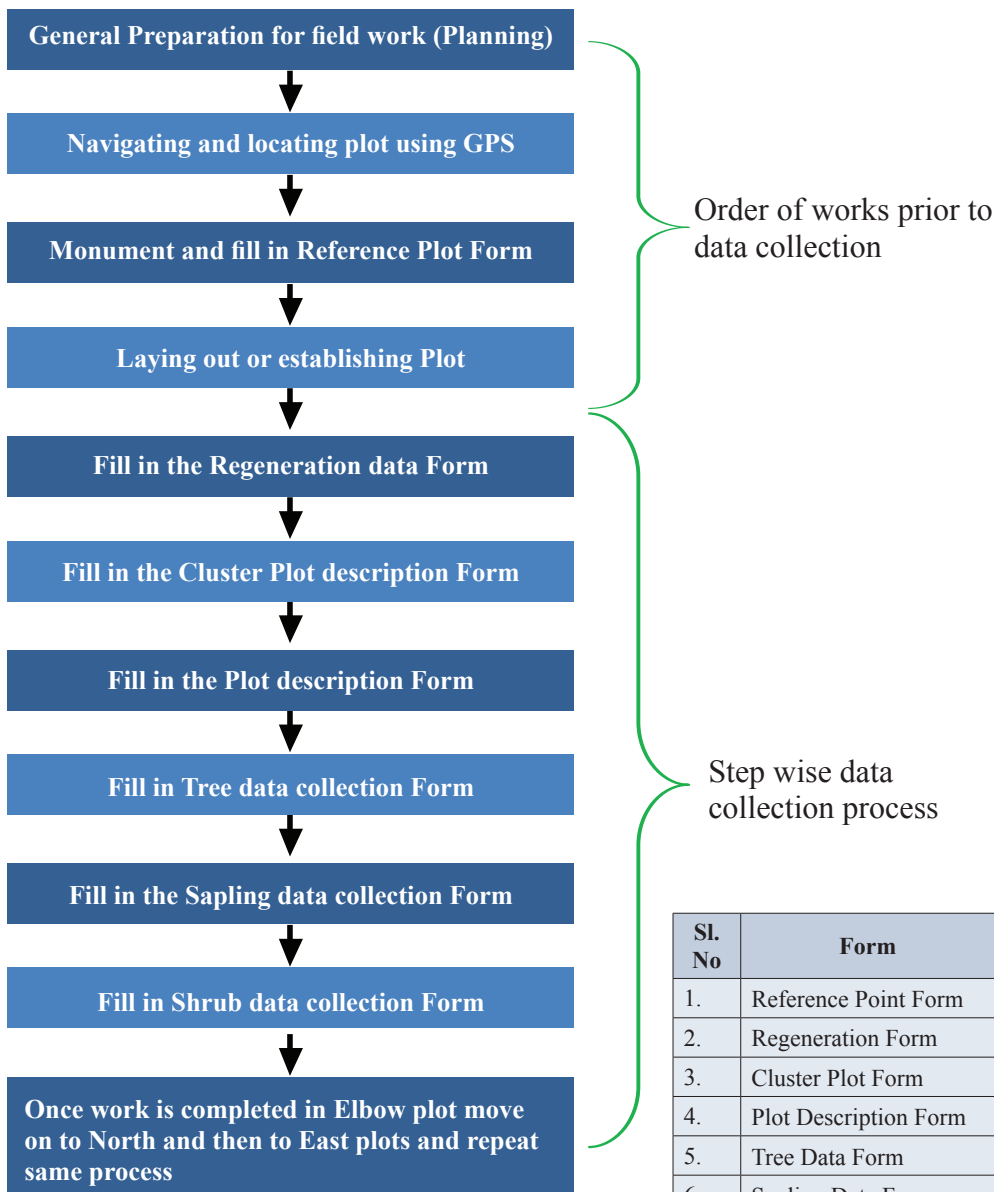 General Preparation for field work (Planning)
Navigating and locating plot using GPS
Monument and fill in Reference Plot Form
Laying out or establishing Plot
Order of works prior to
data collection
Fill in the Regeneration data Form
Fill in the Cluster Plot description Form
Fill in the Plot description Form
Fill in Tree data collection Form
Fill in the Sapling data collection Form
Fill in Shrub data collection Form
Once work is completed in Elbow plot move
on to North and then to East plots and repeat
same process
Step wise data
collection process
Sl.
No
Form
1. Reference Point Form
2. Regeneration Form
3. Cluster Plot Form
4. Plot Description Form
5. Tree Data Form